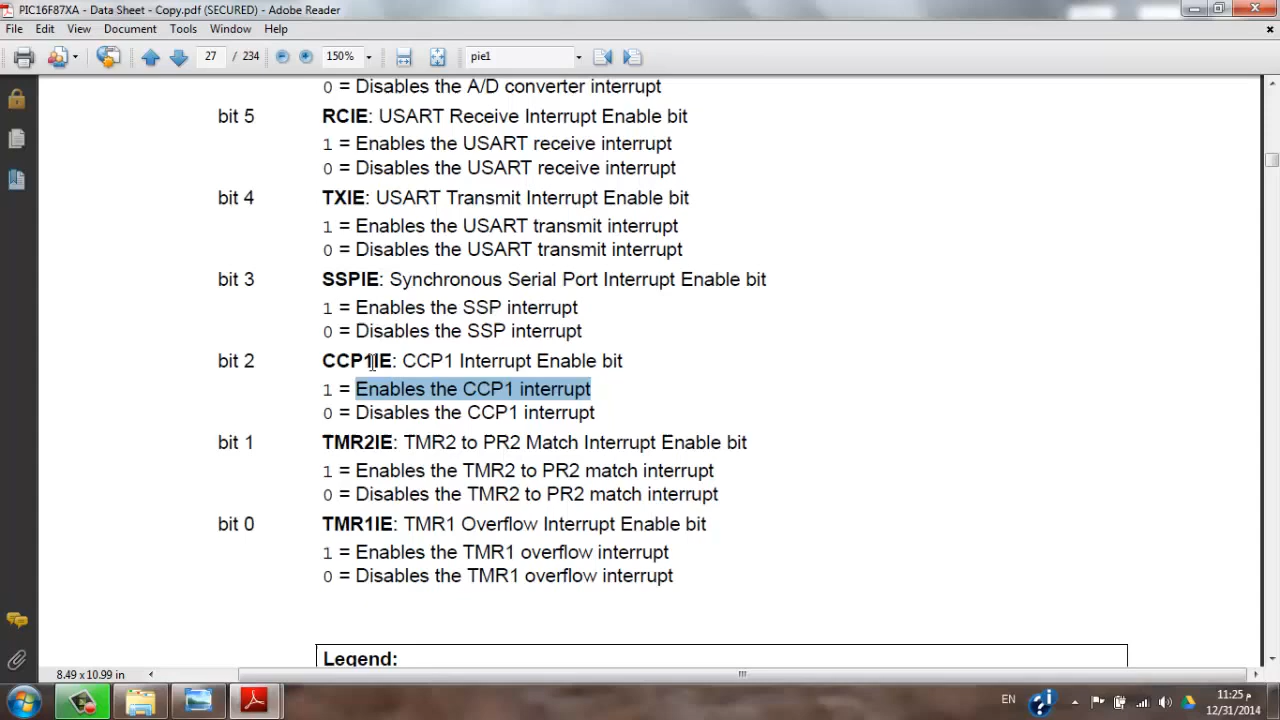 PIC16F87XA - Data Sheet - Copy.pdf (SECURED) - Adobe Reader
File Edit View Document Tools Window Help
27 / 234 150% pie1
0 = Disables the A/D converter interrupt
bit 5 RCIE: USART Receive Interrupt Enable bit
1 = Enables the USART receive interrupt
0 = Disables the USART receive interrupt
bit 4 TXIE: USART Transmit Interrupt Enable bit
1 = Enables the USART transmit interrupt
0 = Disables the USART transmit interrupt
bit 3 SSPIE: Synchronous Serial Port Interrupt Enable bit
1 = Enables the SSP interrupt
0 = Disables the SSP interrupt
bit 2 CCP1IE: CCP1 Interrupt Enable bit
1 = Enables the CCP1 interrupt
0 = Disables the CCP1 interrupt
bit 1 TMR2IE: TMR2 to PR2 Match Interrupt Enable bit
1 = Enables the TMR2 to PR2 match interrupt
0 = Disables the TMR2 to PR2 match interrupt
bit 0 TMR1IE: TMR1 Overflow Interrupt Enable bit
1 = Enables the TMR1 overflow interrupt
0 = Disables the TMR1 overflow interrupt
Legend:
8.49 x 10.99 in
EN 11:25 م
12/31/2014